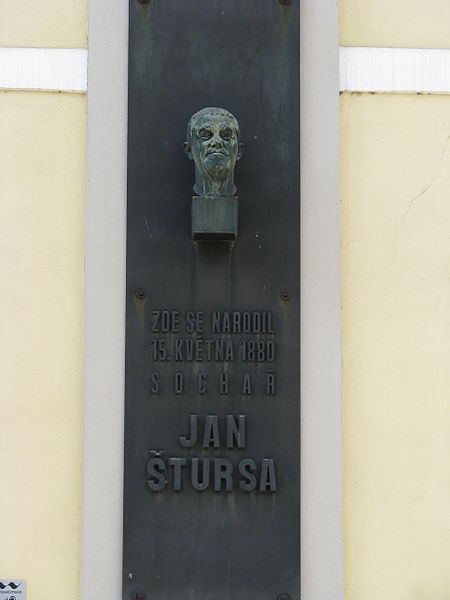 ZDE SE NARODIL
15. KVĚTNA 1880
SOCHAŘ
JAN
ŠTURSA